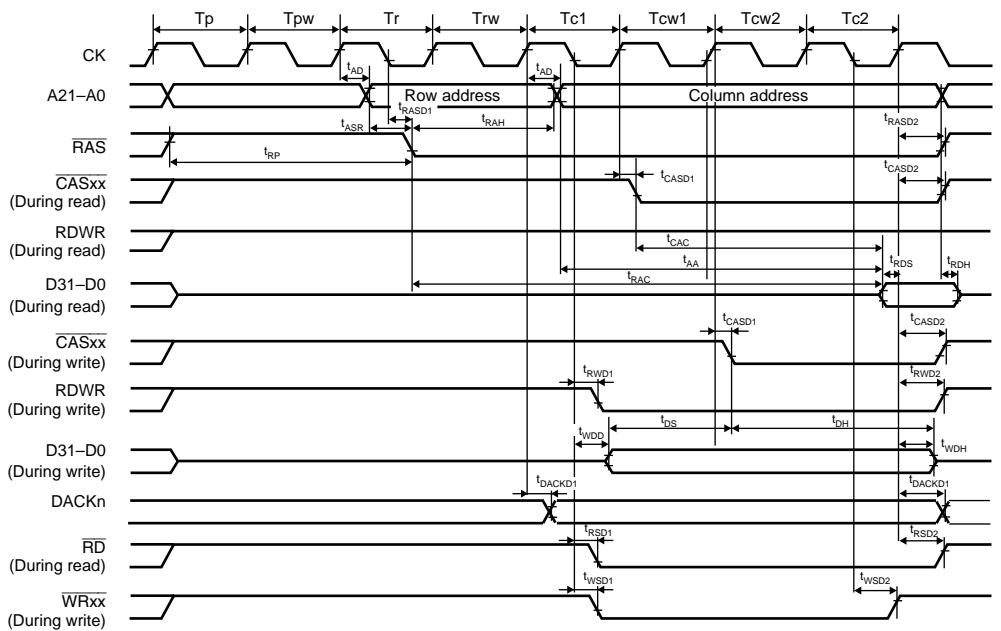 Tp Tpw Tr Trw Tc1 Tcw1 Tcw2 Tc2
CK
tAD tAD
A21–A0 Row address Column address
tRASD1 tRASD2
tASR tRAH
RAS
tRP
CASxx tCASD1 tCASD2
(During read)
RDWR
(During read) tCAC
tAA tRDS tRDH
D31–D0 tRAC
(During read)
CASxx tCASD1 tCASD2
(During write)
RDWR tRWD1 tRWD2
(During write)
tDS tDH
D31–D0 tWDD tWDH
(During write)
tDACKD1 tDACKD1
DACKn
RD tRSD1 tRSD2
(During read)
WRxx tWSD1 tWSD2
(During write)